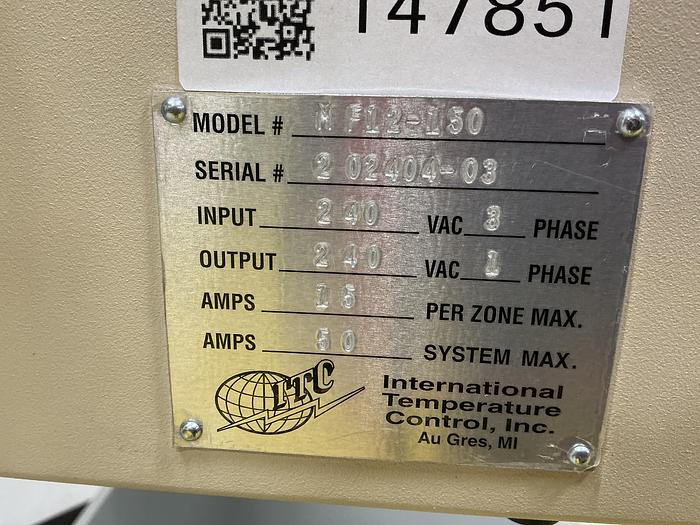 147851
MODEL # MF12-150
SERIAL # 202404-03
INPUT 240 VAC 3 PHASE
OUTPUT 240 VAC 1 PHASE
AMPS 15 PER ZONE MAX.
AMPS 50 SYSTEM MAX.
ITC
International
Temperature
Control, Inc.
Au Gres, MI